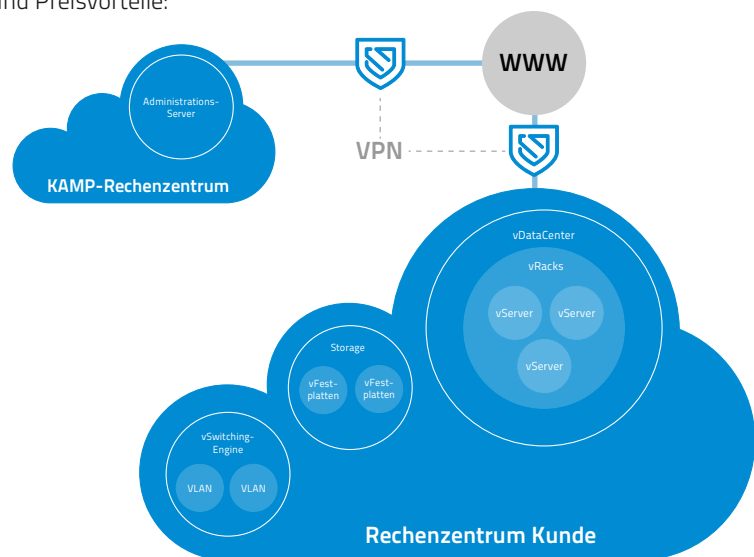 und Preisvorteile:
WWW
Administrations-
Server
VPN
KAMP-Rechenzentrum
vDataCenter
vRacks
vServer
vServer
vServer
Storage
vFest-
platten
vFest-
platten
vSwitching-
Engine
VLAN
VLAN
Rechenzentrum Kunde